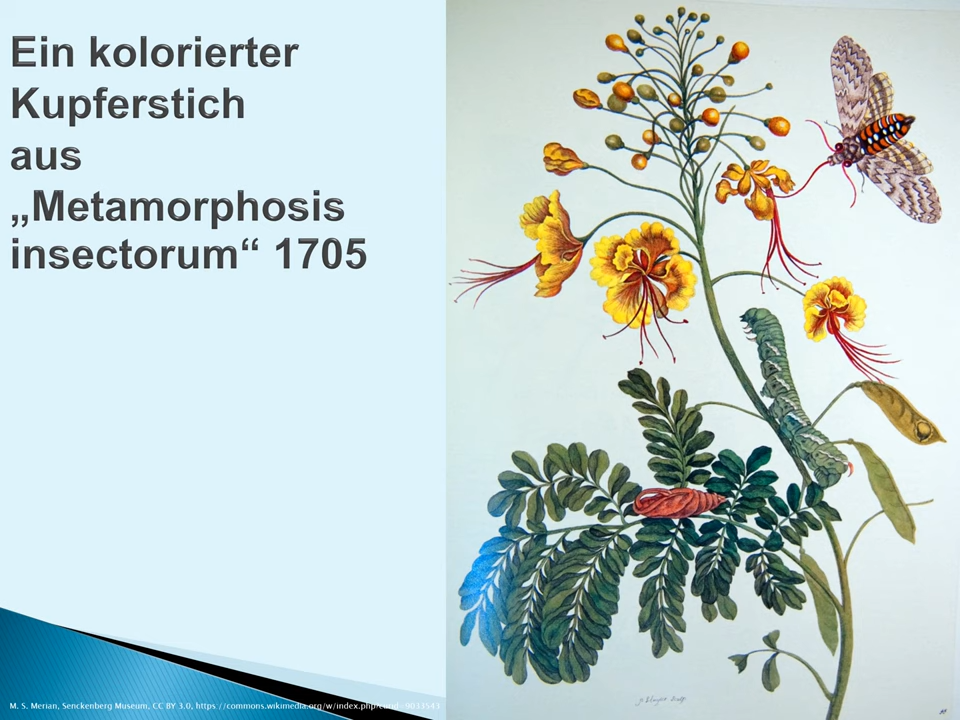 Ein kolorierter
Kupferstich
aus
„Metamorphosis
insectorum“ 1705
M. S. Merian, Senckenberg Museum, CC BY 3.0, https://commons.wikimedia.org/w/index.php?curid=9033543